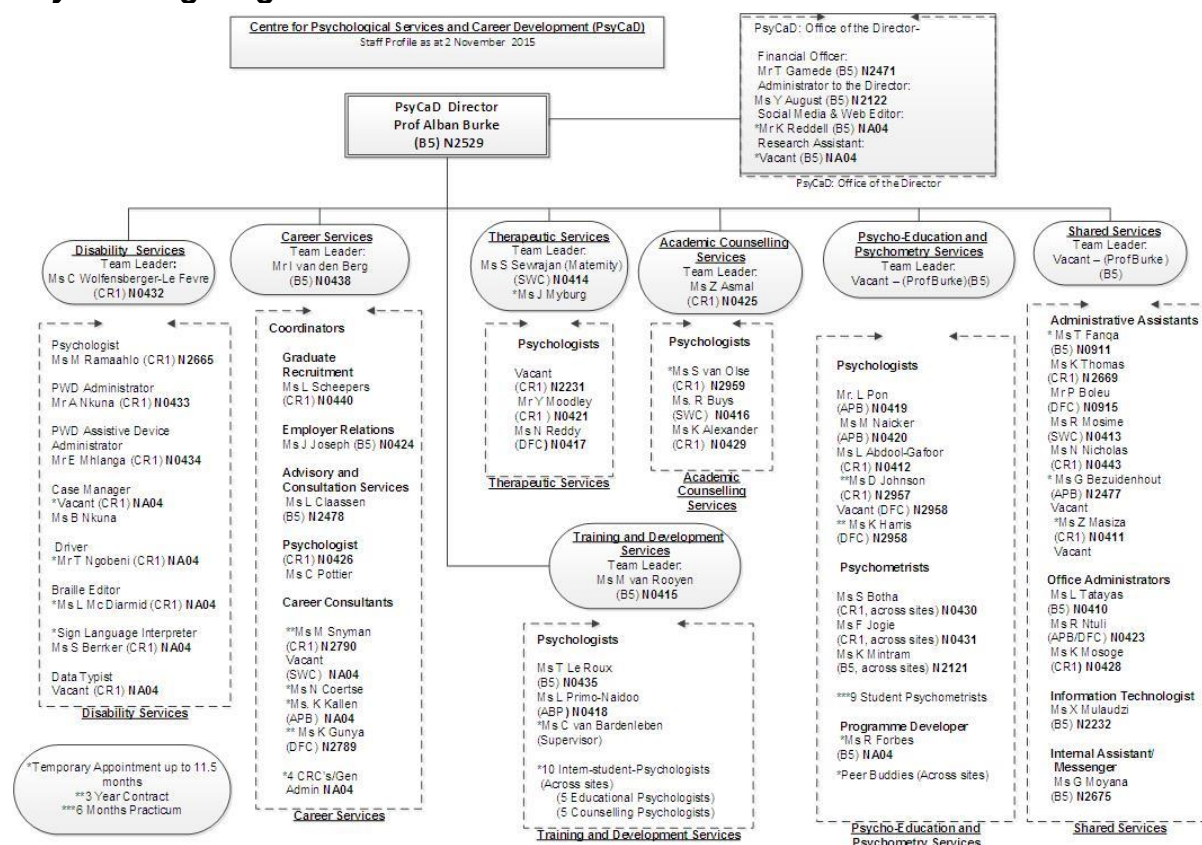 Centre for Psychological Services and Career Development (PsyCaD)
Staff Profile as at 2 November 2015
PsyCaD: Office of the Director-
Financial Officer:
Mr T Gamede (B5) N2471
Administrator to the Director:
Ms Y August (B5) N2122
Social Media & Web Editor:
*Mr K Reddell (B5) NA04
Research Assistant:
*Vacant (B5) NA04
PsyCaD: Office of the Director
PsyCaD Director
Prof Alban Burke
(B5) N2529
Disability Services
Team Leader:
Ms C Wolfensberger-Le Fevre
(CR1) N0432
Psychologist
Ms M Ramaahlo (CR1) N2665
PWD Administrator
Mr A Nkuna (CR1) N0433
PWD Assistive Device
Administrator
Mr E Mhlanga (CR1) N0434
Case Manager
*Vacant (CR1) NA04
Ms B Nkuna
Driver
*Mr T Ngobeni (CR1) NA04
Braille Editor
*Ms L Mc Diarmid (CR1) NA04
*Sign Language Interpreter
Ms S Berrker (CR1) NA04
Data Typist
Vacant (CR1) NA04
Disability Services
*Temporary Appointment up to 11.5
months
**3 Year Contract
***6 Months Practicum
Career Services
Team Leader:
Mr I van den Berg
(B5) N0438
Coordinators
Graduate
Recruitment
Ms L Scheepers
(CR1) N0440
Employer Relations
Ms J Joseph (B5) N0424
Advisory and
Consultation Services
Ms L Claassen
(B5) N2478
Psychologist
(CR1) N0426
Ms C Pottier
Career Consultants
**Ms M Snyman
(CR1) N2790
Vacant
(SWC) NA04
*Ms N Coertse
*Ms. K Kallen
(APB) NA04
** Ms K Gunya
(DFC) N2789
*4 CRC's/Gen
Admin NA04
Career Services
Therapeutic Services
Team Leader:
Ms S Sewrajan (Maternity)
(SWC) N0414
*Ms J Myburg
Psychologists
Vacant
(CR1) N2231
Mr Y Moodley
(CR1 ) N0421
Ms N Reddy
(DFC) N0417
Therapeutic Services
Academic Counselling
Services
Team Leader:
Ms Z Asmal
(CR1) N0425
Psychologists
*Ms S van Olse
(CR1) N2959
Ms. R Buys
(SWC) N0416
Ms K Alexander
(CR1) N0429
Academic
Counselling
Services
Training and Development
Services
Team Leader:
Ms M van Rooyen
(B5) N0415
Psychologists
Ms T Le Roux
(B5) N0435
Ms L Primo-Naidoo
(ABP) N0418
*Ms C van Bardenleben
(Supervisor)
*10 Intern-student-Psychologists
(Across sites)
(5 Educational Psychologists)
(5 Counselling Psychologists)
Training and Development Services
Psycho-Education and
Psychometry Services
Team Leader:
Vacant – (Prof Burke) (B5)
Psychologists
Mr. L Pon
(APB) N0419
Ms M Naicker
(APB) N0420
Ms L Abdool-Gafoor
(CR1) N0412
**Ms D Johnson
(CR1) N2957
Vacant (DFC) N2958
** Ms K Harris
(DFC) N2958
Psychometrists
Ms S Botha
(CR1, across sites) N0430
Ms F Jogie
(CR1, across sites) N0431
Ms K Mintram
(B5, across sites) N2121
***9 Student Psychometrists
Programme Developer
*Ms R Forbes
(B5) NA04
*Peer Buddies (Across sites)
Psycho-Education and
Psychometry Services
Shared Services
Team Leader:
Vacant – (Prof Burke)
(B5)
Administrative Assistants
* Ms T Fanqa
(B5) N0911
Ms K Thomas
(CR1) N2669
Mr P Boleu
(DFC) N0915
Ms R Mosime
(SWC) N0413
Ms N Nicholas
(CR1) N0443
* Ms G Bezuidenhout
(APB) N2477
Vacant
*Ms Z Masiza
(CR1) N0411
Vacant
Office Administrators
Ms L Tatayas
(B5) N0410
Ms R Ntuli
(APB/DFC) N0423
Ms K Mosoge
(CR1) N0428
Information Technologist
Ms X Mulaudzi
(B5) N2232
Internal Assistant/
Messenger
Ms G Moyana
(B5) N2675
Shared Services